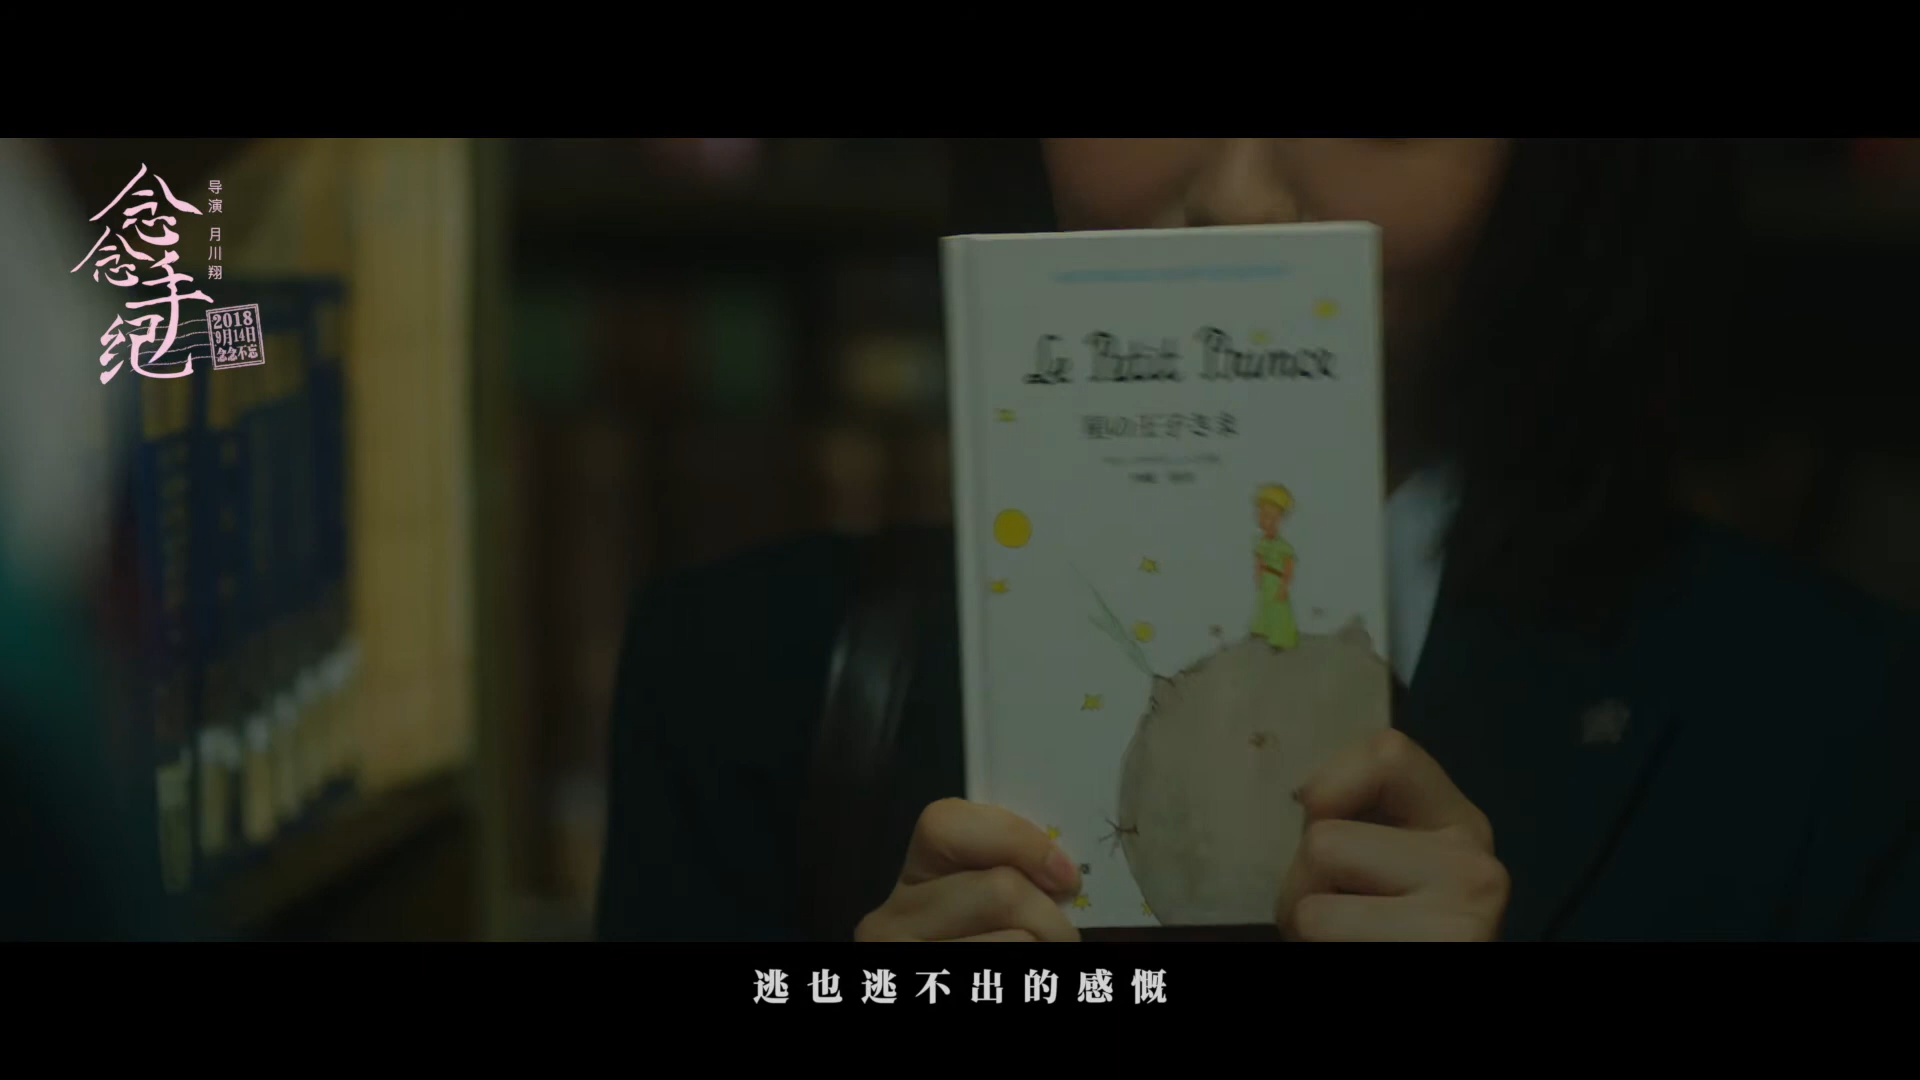 念念手纪
导演 月川翔
2018
9月14日
念念不忘
Le Petit Prince
逃也逃不出的感慨